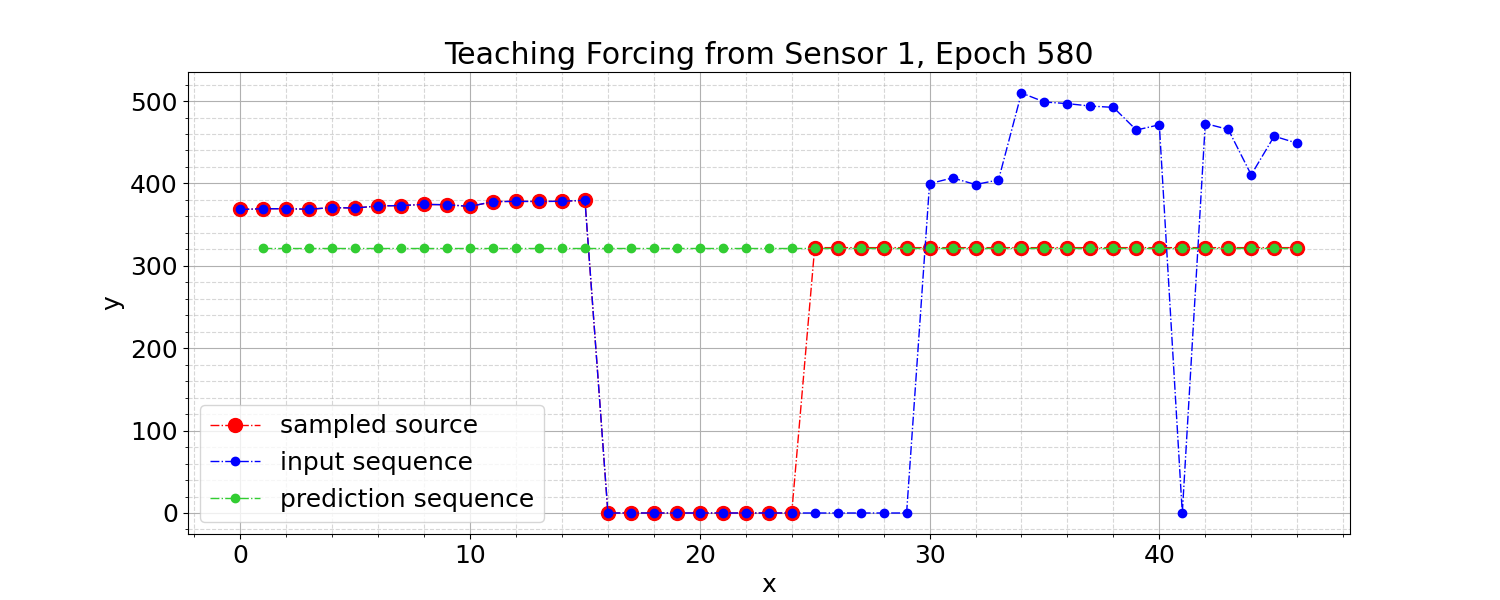 Teaching Forcing from Sensor 1, Epoch 580
y
500
400
300
200
100
0
sampled source
input sequence
prediction sequence
0 10 20 30 40
x